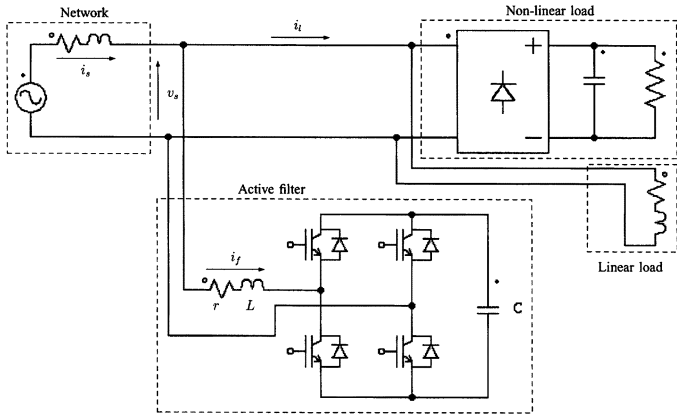 Network
Non-linear load
i_l
i_s
v_s
+
−
Active filter
i_f
r
L
C
Linear load